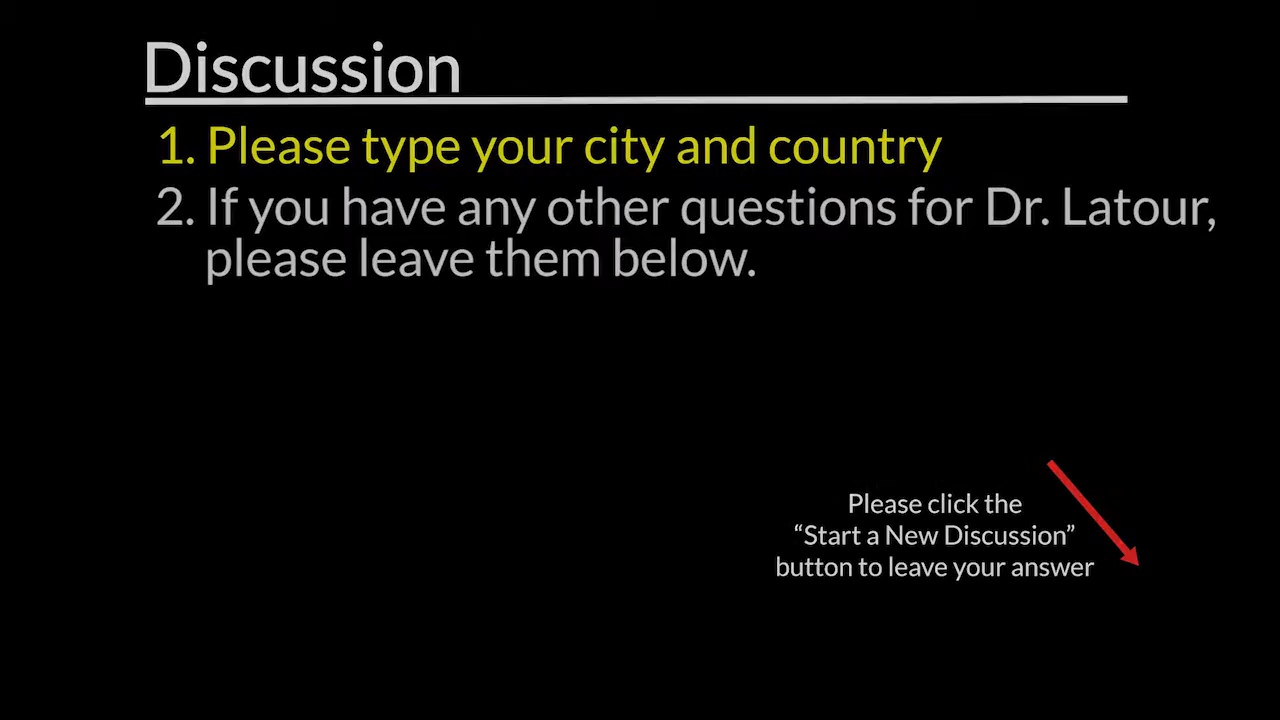 Discussion
1. Please type your city and country
2. If you have any other questions for Dr. Latour,
please leave them below.
Please click the
“Start a New Discussion”
button to leave your answer